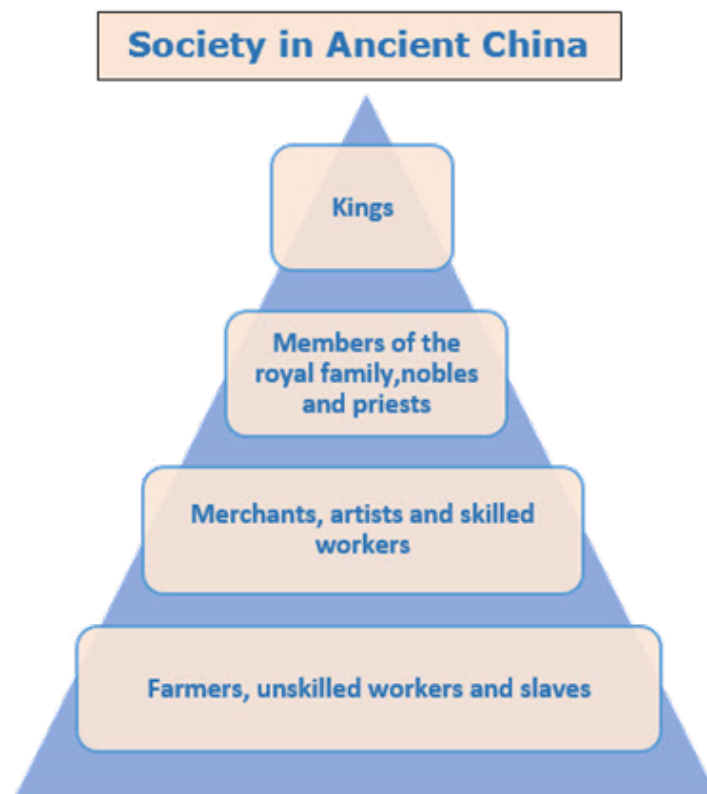 Society in Ancient China
Kings
Members of the
royal family,nobles
and priests
Merchants, artists and skilled
workers
Farmers, unskilled workers and slaves